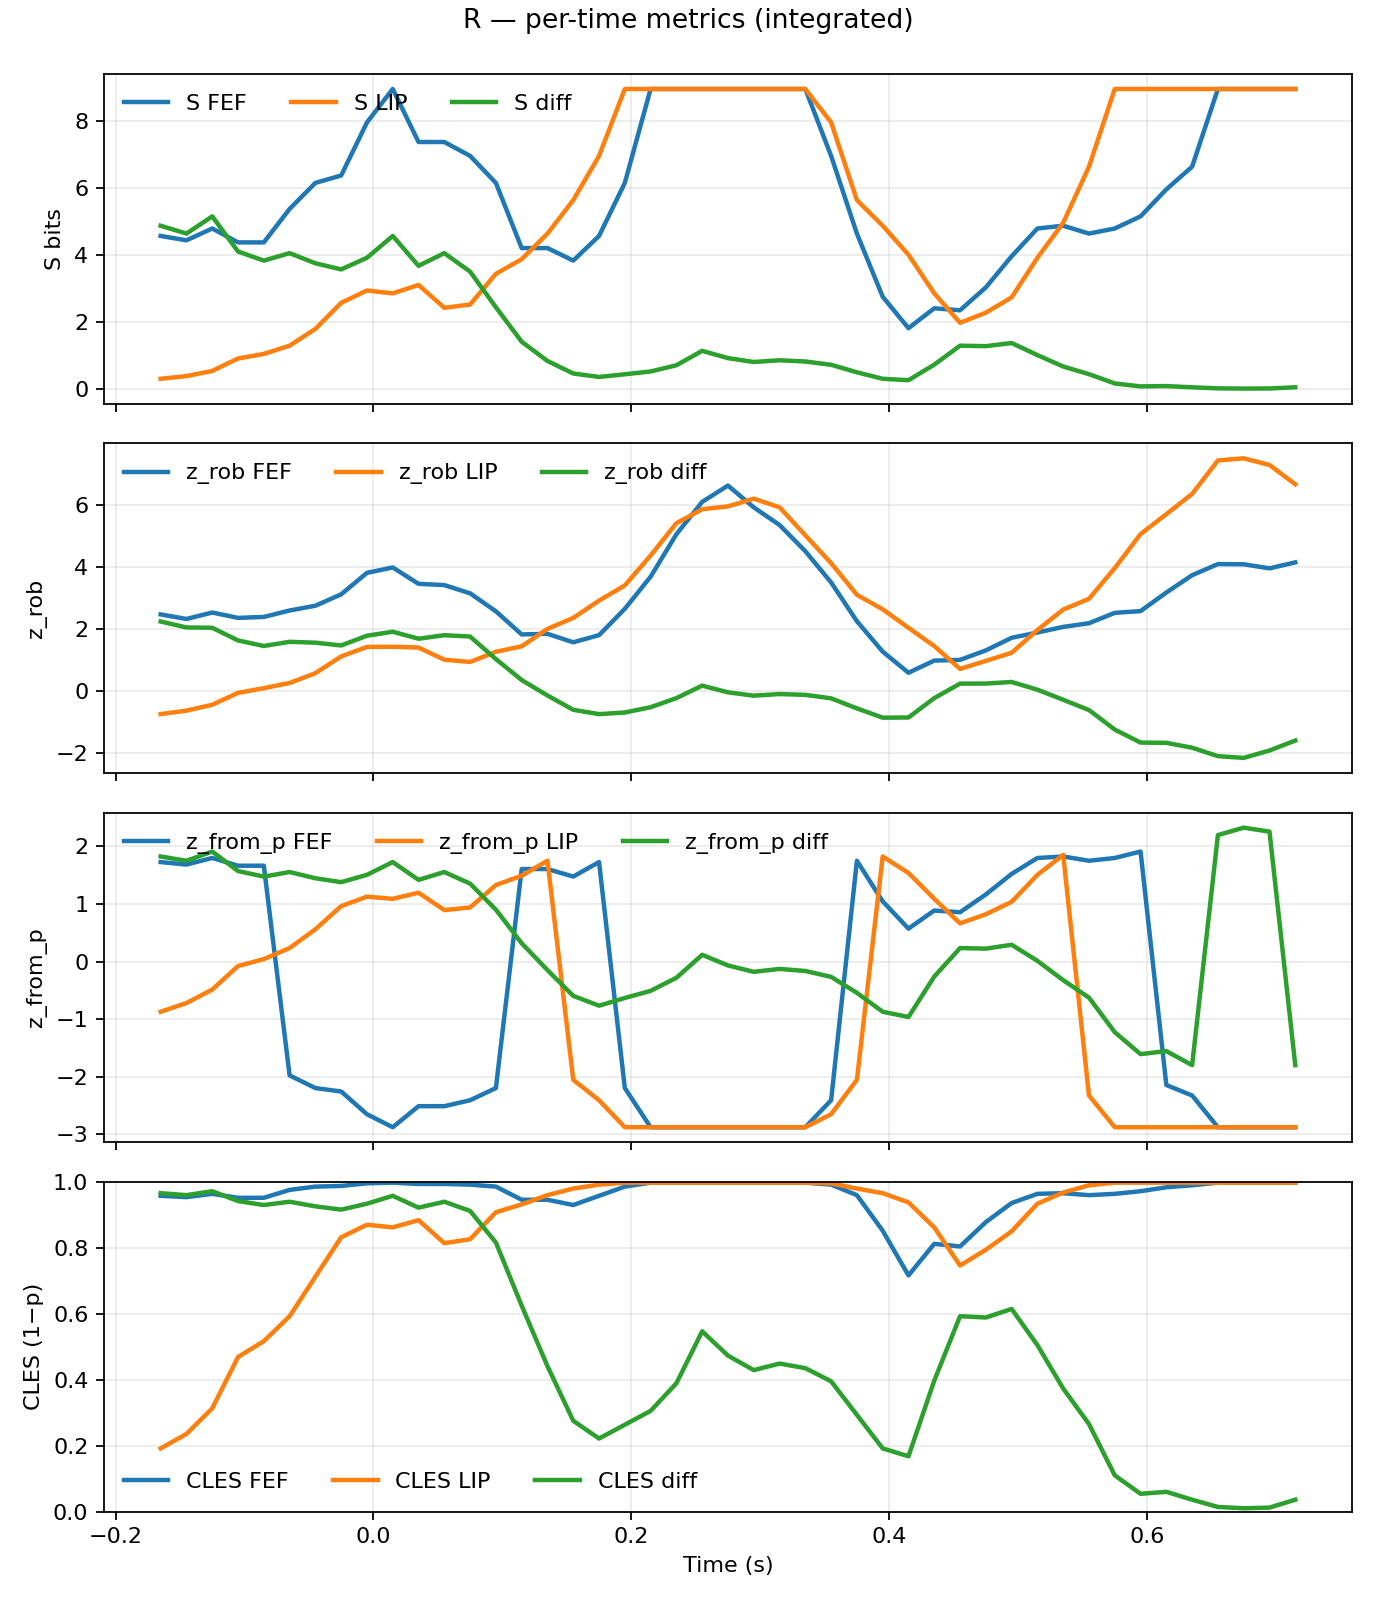 R — per-time metrics (integrated)
S FEF S LIP S diff
8
6
4
2
0
S bits
z_rob FEF z_rob LIP z_rob diff
6
4
2
0
−2
z_rob
z_from_p FEF z_from_p LIP z_from_p diff
2
1
0
−1
−2
−3
z_from_p
1.0
0.8
0.6
0.4
0.2
0.0
CLES (1−p)
CLES FEF CLES LIP CLES diff
−0.2 0.0 0.2 0.4 0.6
Time (s)